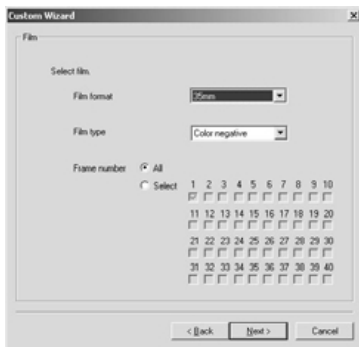 Custom Wizard
Film
Select film.
Film format 35mm
Film type Color negative
Frame number All
Select 1 2 3 4 5 6 7 8 9 10
11 12 13 14 15 16 17 18 19 20
21 22 23 24 25 26 27 28 29 30
31 32 33 34 35 36 37 38 39 40
< Back Next > Cancel